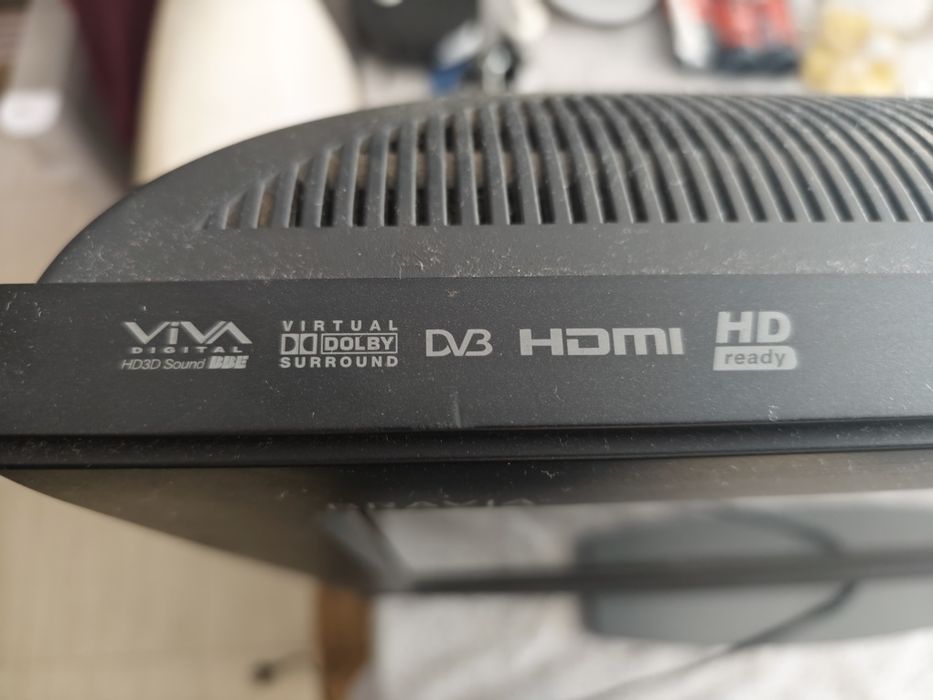 ViVA
DIGITAL
HD3D Sound BBE
VIRTUAL
DOLBY
SURROUND
DVB
HDMI
HD
ready